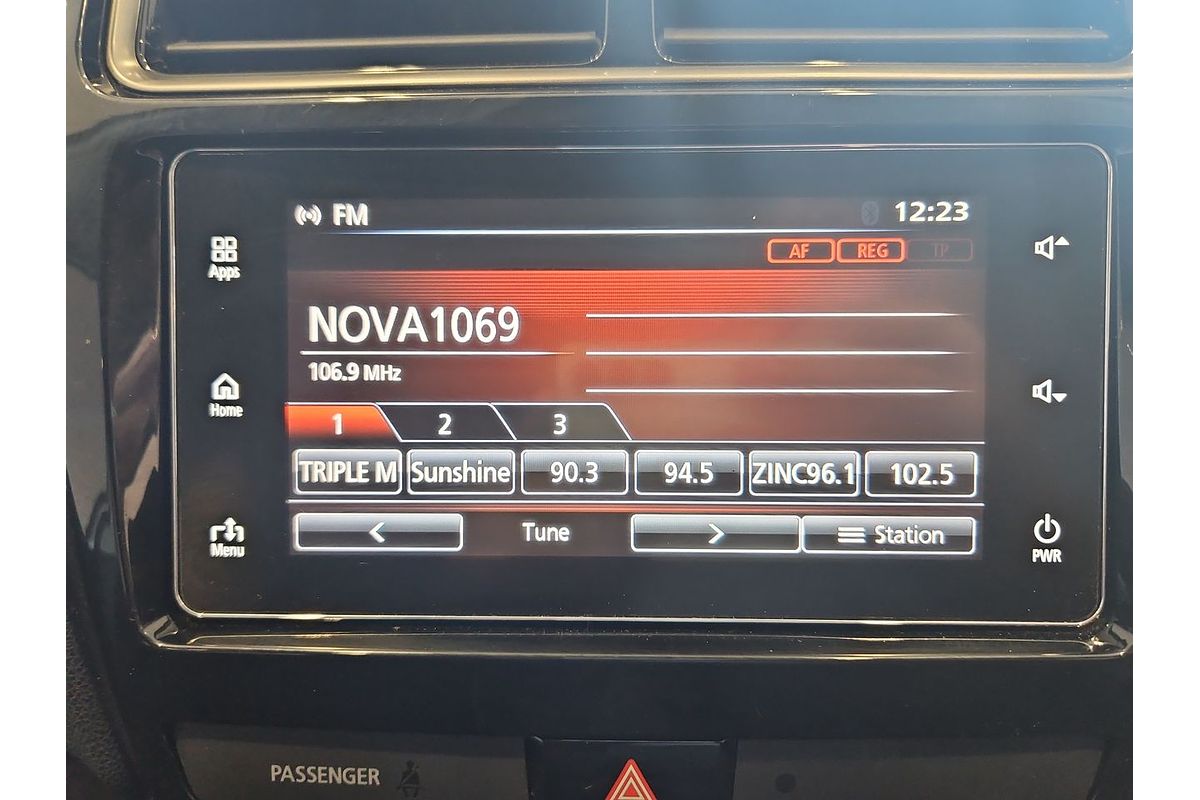 FM 12:23
AF REG TP
Apps
NOVA1069
106.9 MHz
Home
1 2 3
TRIPLE M Sunshine 90.3 94.5 ZINC96.1 102.5
Tune Station
Menu
PWR
PASSENGER